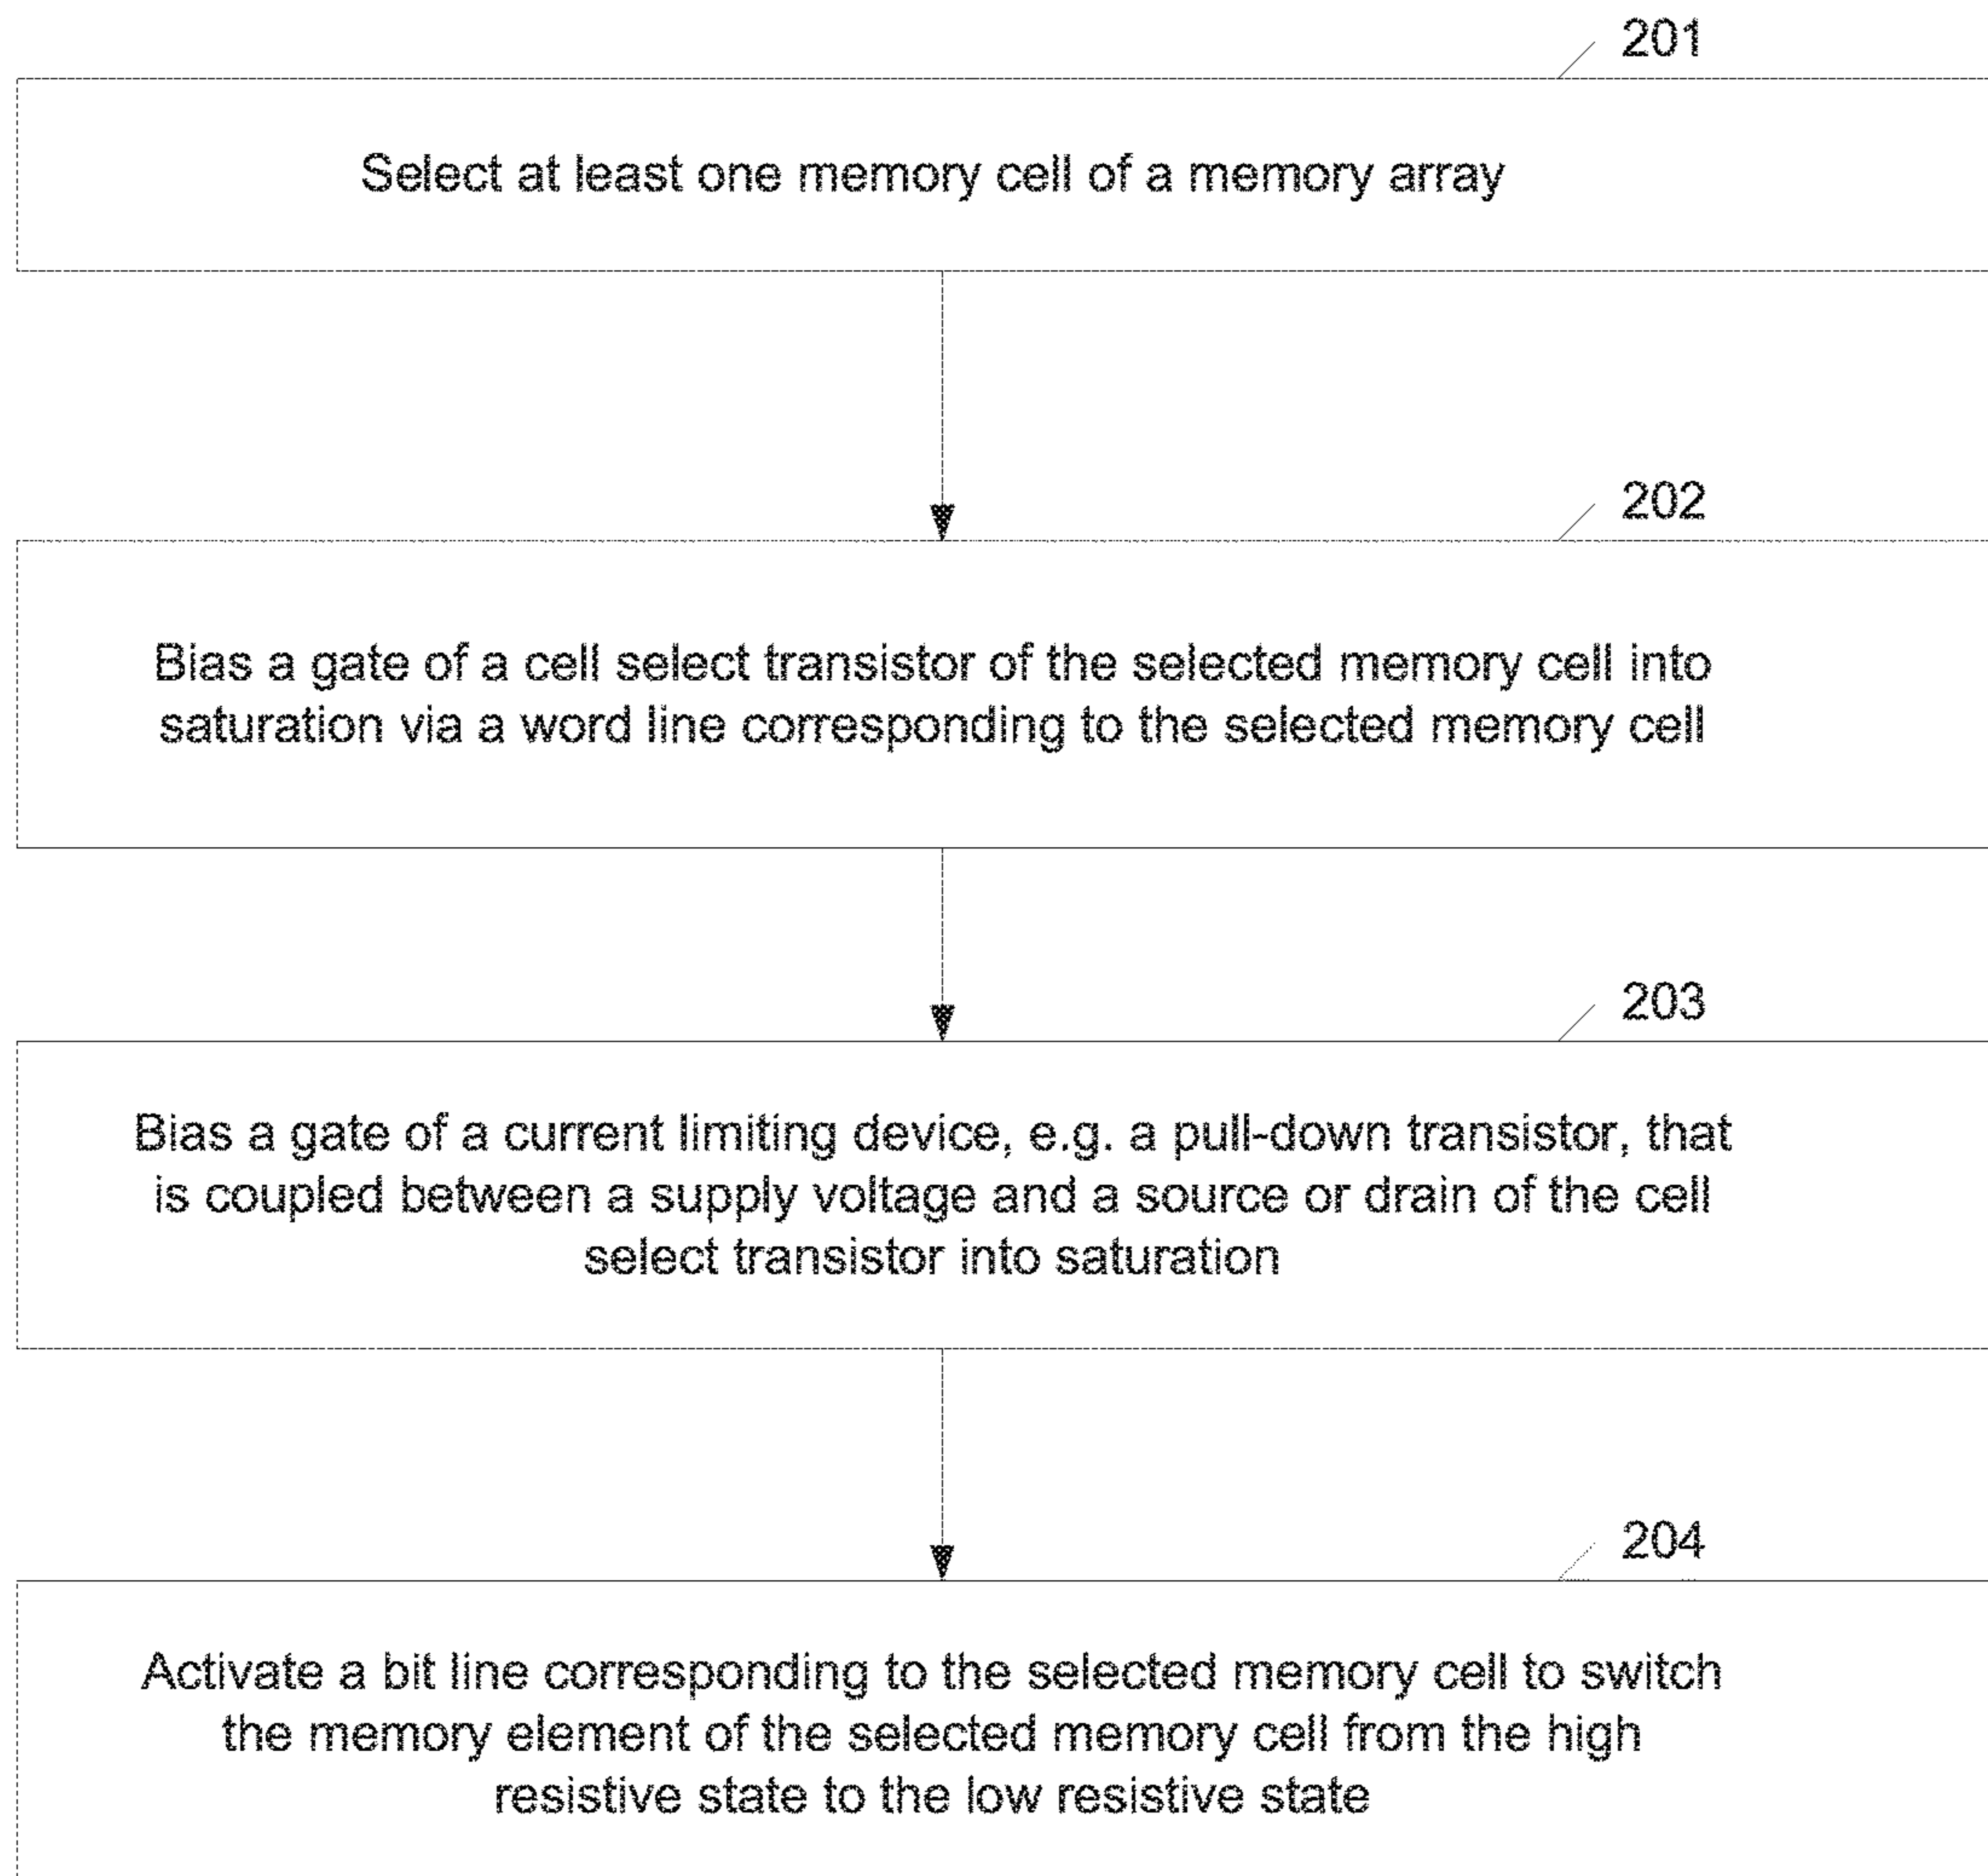 201
Select at least one memory cell of a memory array
202
Bias a gate of a cell select transistor of the selected memory cell into
saturation via a word line corresponding to the selected memory cell
203
Bias a gate of a current limiting device, e.g. a pull-down transistor, that
is coupled between a supply voltage and a source or drain of the cell
select transistor into saturation
204
Activate a bit line corresponding to the selected memory cell to switch
the memory element of the selected memory cell from the high
resistive state to the low resistive state